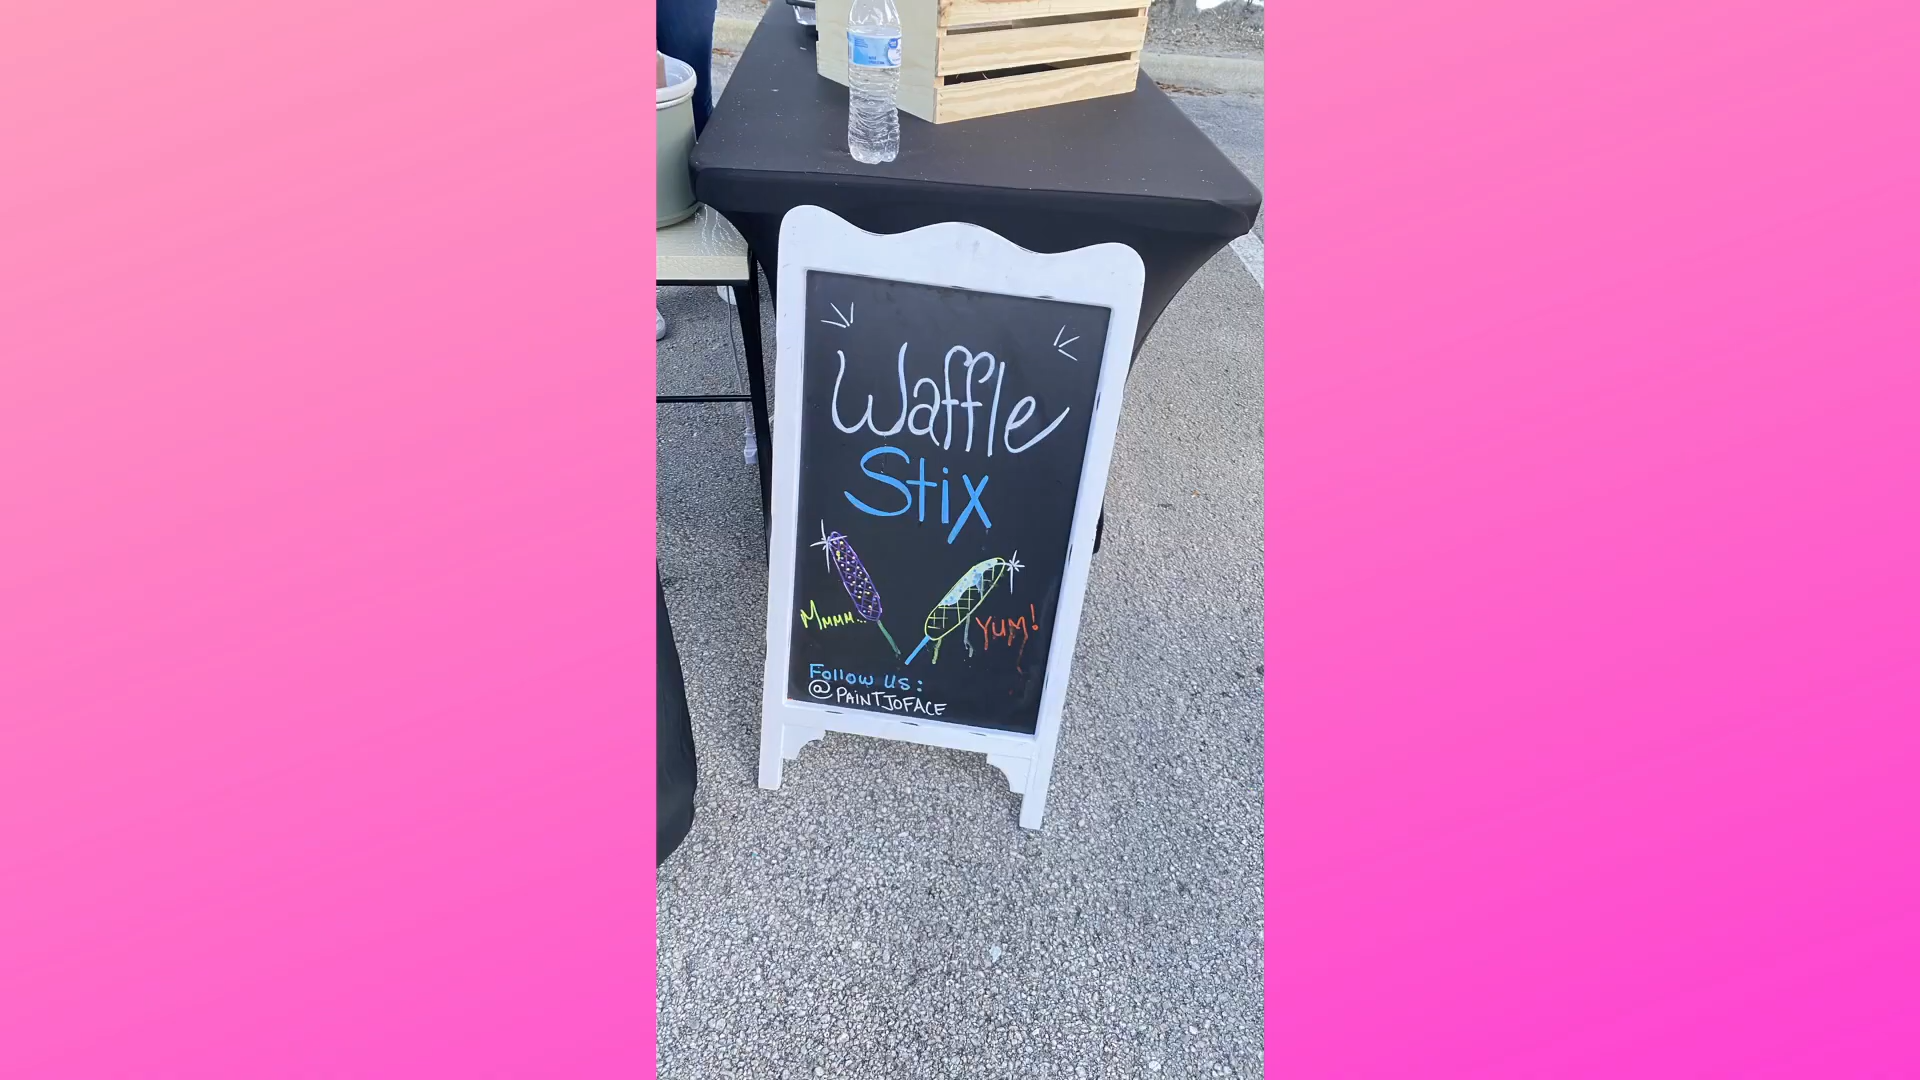 Waffle
Stix
Mmmm...
YUM!
Follow us:
@PAINTJOFACE